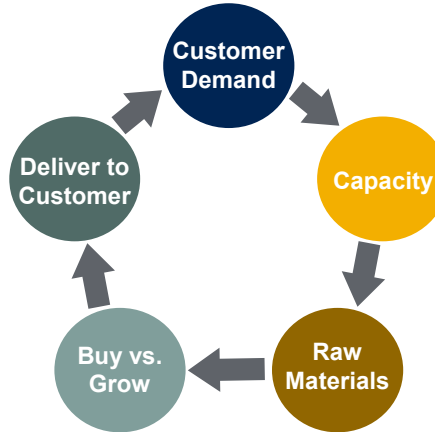 Customer
Demand
Capacity
Raw
Materials
Buy vs.
Grow
Deliver to
Customer